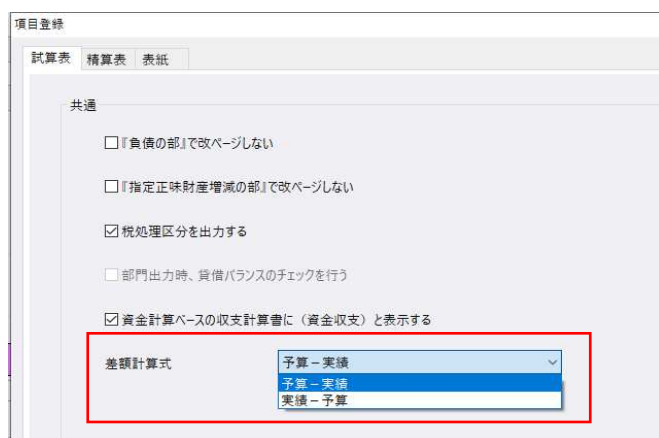 項目登録
試算表 精算表 表紙
共通
『負債の部』で改ページしない
『指定正味財産増減の部』で改ページしない
税処理区分を出力する
部門出力時、貸借バランスのチェックを行う
資金計算ベースの収支計算書に（資金収支）と表示する
差額計算式 予算－実績
予算－実績
実績－予算